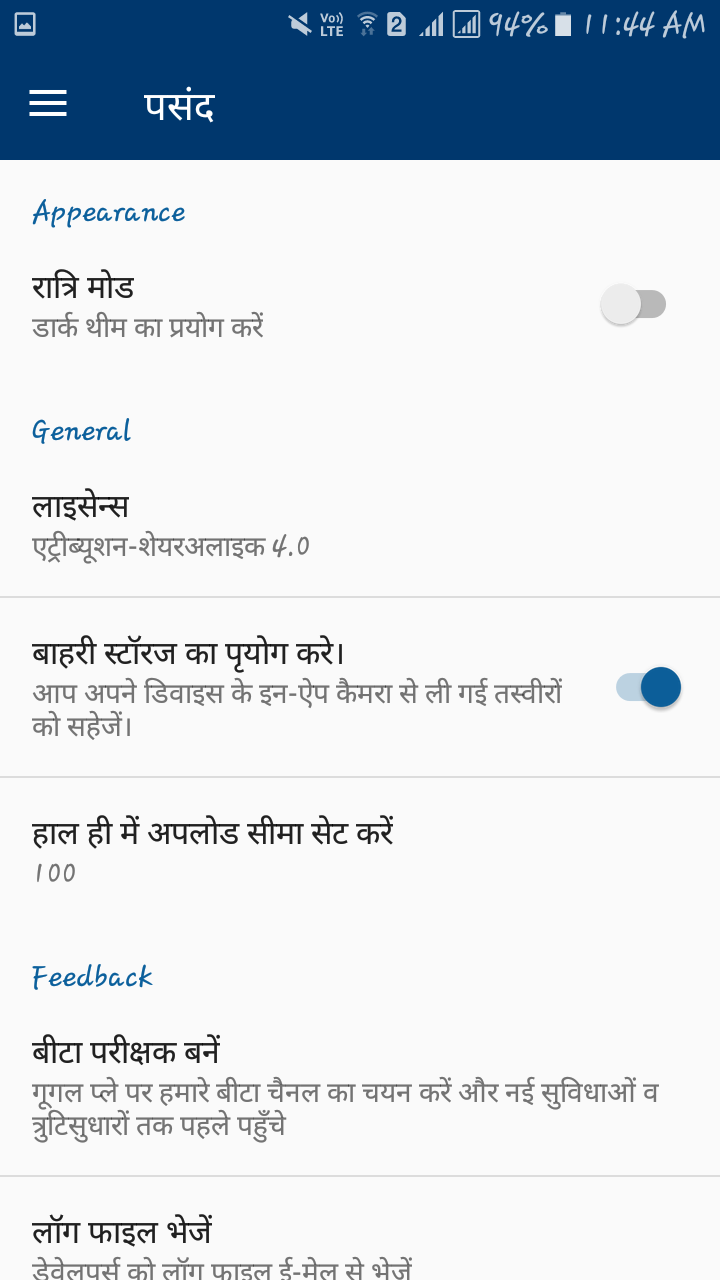 Vo)) LTE 2 94% 11:44 AM
पसंद
Appearance
रात्रि मोड
डार्क थीम का प्रयोग करें
General
लाइसेन्स
एट्रीब्यूशन-शेयरअलाइक 4.0
बाहरी स्टॉरज का पृयोग करे।
आप अपने डिवाइस के इन-ऐप कैमरा से ली गई तस्वीरों
को सहेजें।
हाल ही में अपलोड सीमा सेट करें
100
Feedback
बीटा परीक्षक बनें
गूगल प्ले पर हमारे बीटा चैनल का चयन करें और नई सुविधाओं व
त्रुटिसुधारों तक पहले पहुँचे
लॉग फाइल भेजें
डेवेलपर्स को लॉग फाइल ई-मेल से भेजें